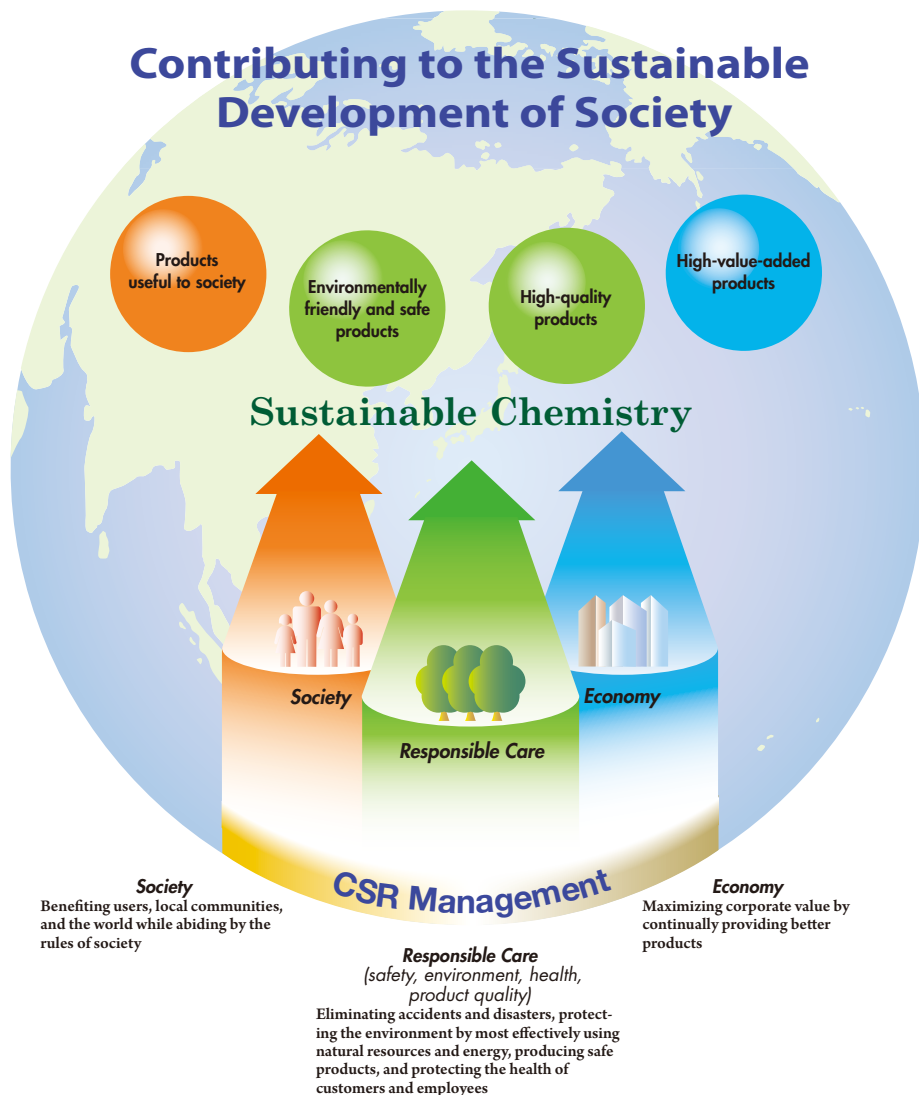 Contributing to the Sustainable
Development of Society
Products
useful to society
Environmentally
friendly and safe
products
High-quality
products
High-value-added
products
Sustainable Chemistry
Society
Responsible Care
Economy
CSR Management
Society
Benefiting users, local communities,
and the world while abiding by the
rules of society
Responsible Care
(safety, environment, health,
product quality)
Eliminating accidents and disasters, protect-
ing the environment by most effectively using
natural resources and energy, producing safe
products, and protecting the health of
customers and employees
Economy
Maximizing corporate value by
continually providing better
products